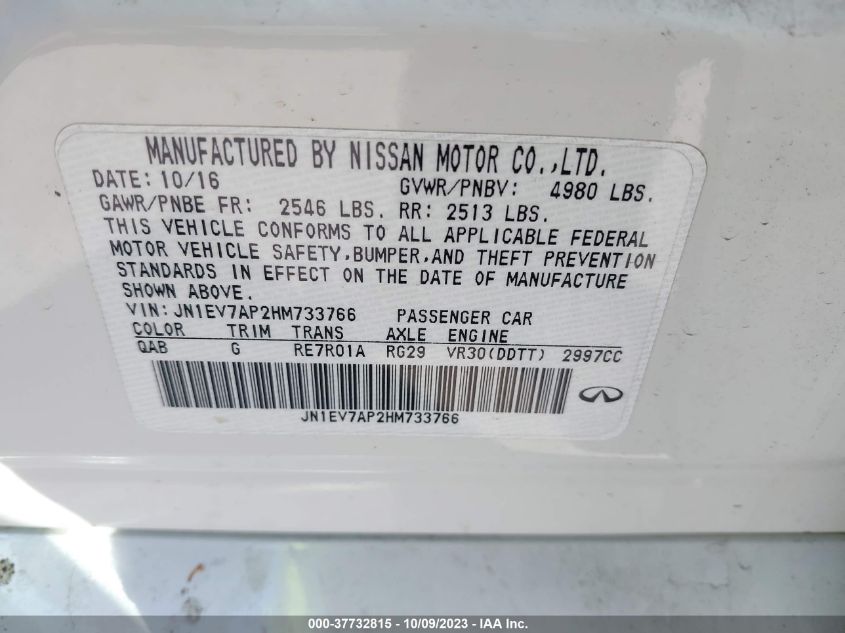 MANUFACTURED BY NISSAN MOTOR CO.,LTD.
DATE: 10/16 GVWR/PNBV: 4980 LBS.
GAWR/PNBE FR: 2546 LBS. RR: 2513 LBS.
THIS VEHICLE CONFORMS TO ALL APPLICABLE FEDERAL
MOTOR VEHICLE SAFETY,BUMPER,AND THEFT PREVENTION
STANDARDS IN EFFECT ON THE DATE OF MANUFACTURE
SHOWN ABOVE.
VIN:JN1EV7AP2HM733766 PASSENGER CAR
COLOR TRIM TRANS AXLE ENGINE
QAB G RE7R01A RG29 VR30(DDTT) 2997CC
JN1EV7AP2HM733766
000-37732815 - 10/09/2023 - IAA Inc.